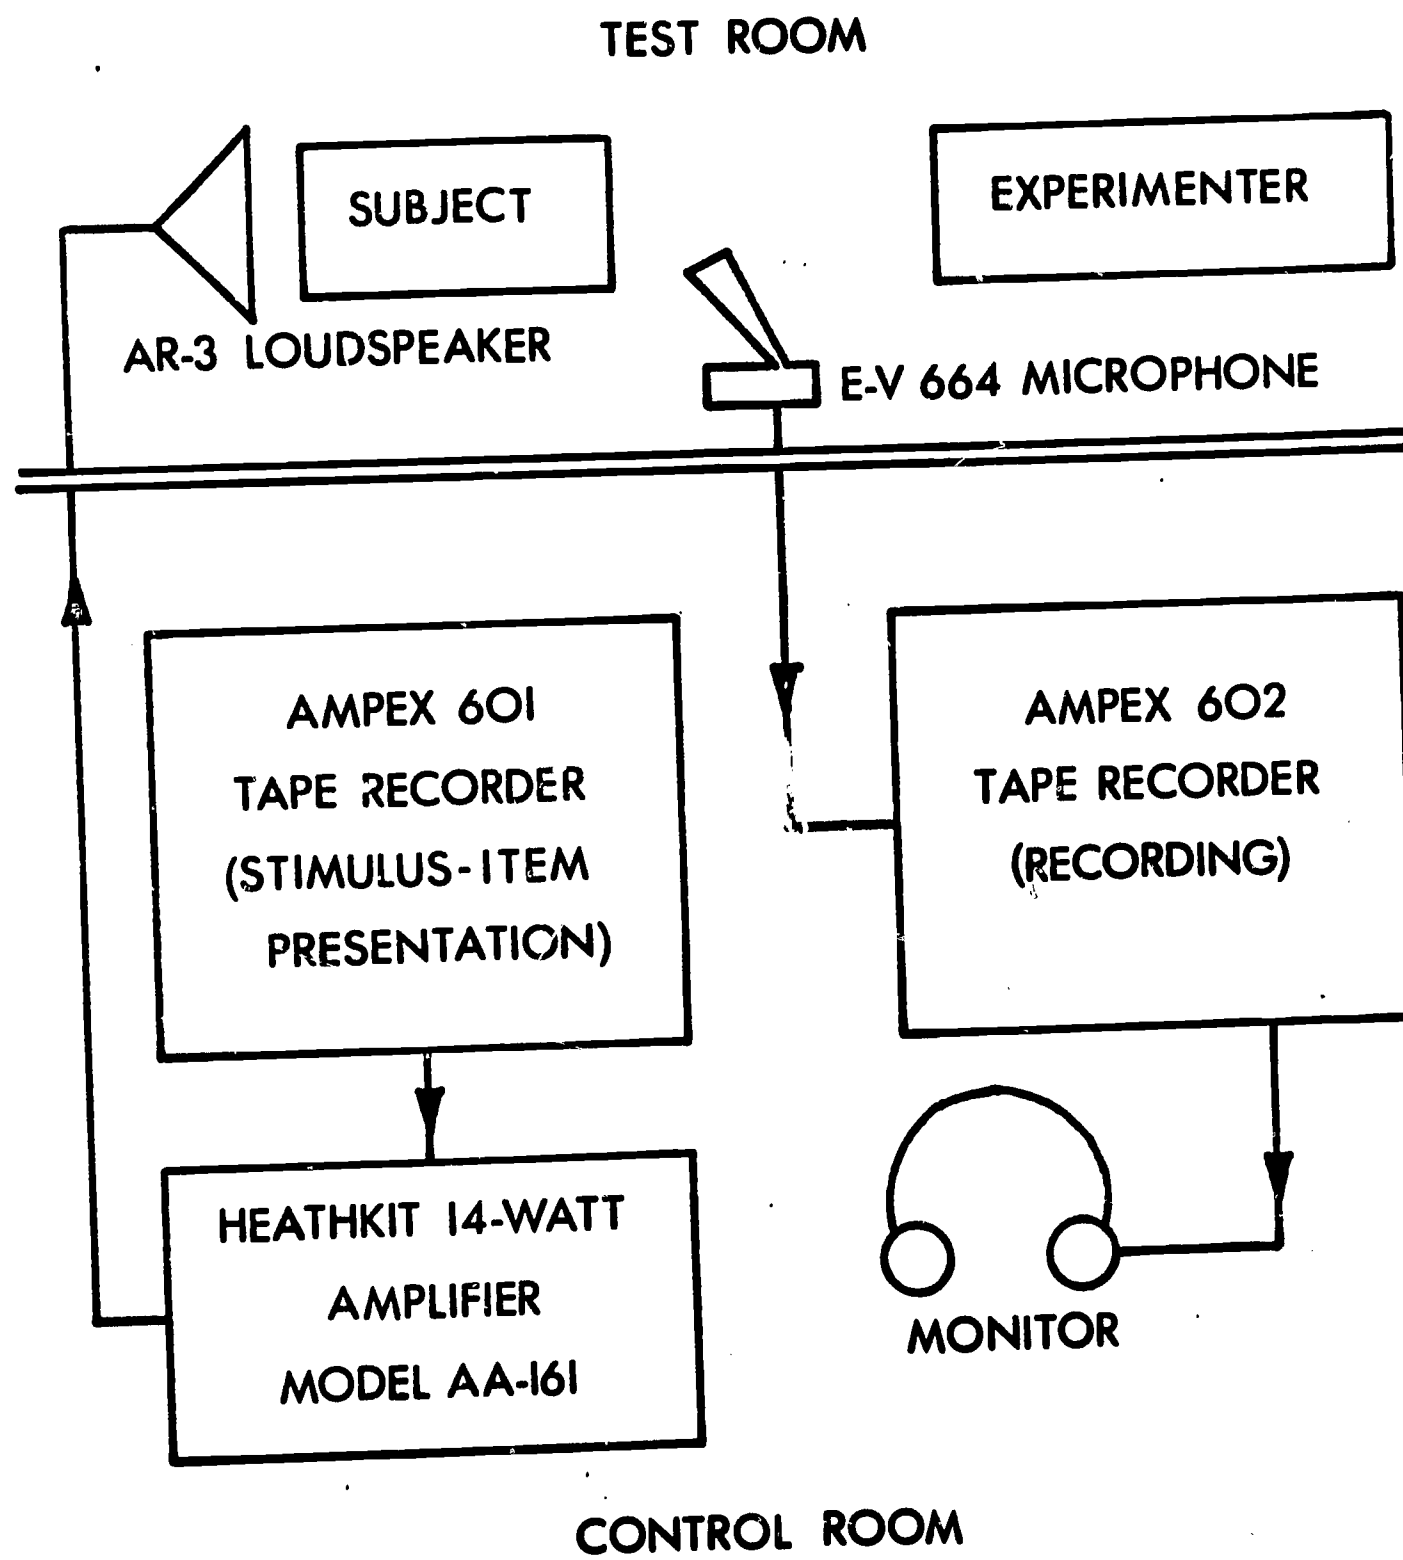 TEST ROOM
SUBJECT
EXPERIMENTER
AR-3 LOUDSPEAKER
E-V 664 MICROPHONE
AMPEX 601
TAPE RECORDER
(STIMULUS-ITEM
PRESENTATION)
AMPEX 602
TAPE RECORDER
(RECORDING)
HEATHKIT 14-WATT
AMPLIFIER
MODEL AA-161
MONITOR
CONTROL ROOM